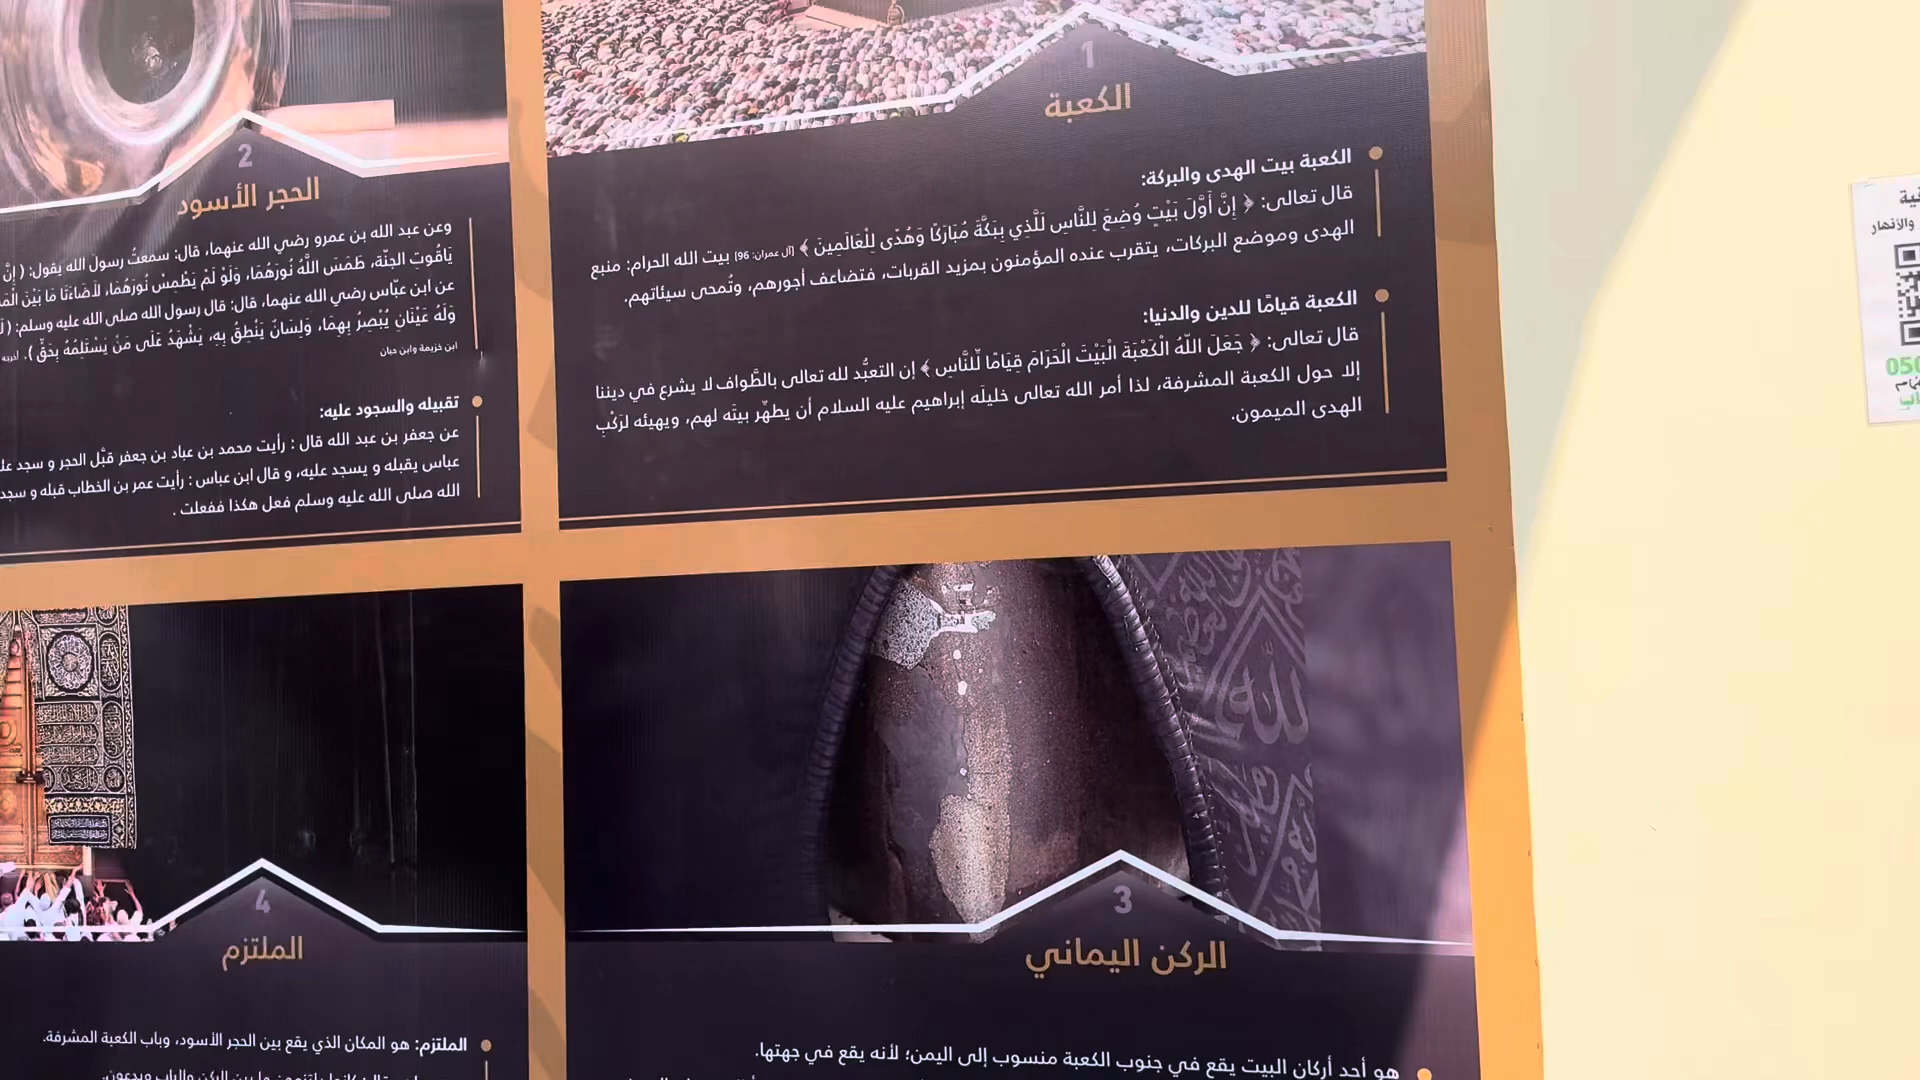 1
الكعبة
الكعبة بيت الهدى والبركة:
قال تعالى: ﴿ إِنَّ أَوَّلَ بَيْتٍ وُضِعَ لِلنَّاسِ لَلَّذِي بِبَكَّةَ مُبَارَكًا وَهُدًى لِلْعَالَمِينَ ﴾ [آل عمران: 96] بيت الله الحرام: منبع
الهدى وموضع البركات، يتقرب عنده المؤمنون بمزيد القربات، فتضاعف أجورهم، وتُمحى سيئاتهم.
الكعبة قيامًا للدين والدنيا:
قال تعالى: ﴿ جَعَلَ اللَّهُ الْكَعْبَةَ الْبَيْتَ الْحَرَامَ قِيَامًا لِّلنَّاسِ ﴾ إن التعبُّد لله تعالى بالطَّواف لا يشرع في ديننا
إلا حول الكعبة المشرفة، لذا أمر الله تعالى خليلَه إبراهيم عليه السلام أن يطهّر بيتَه لهم، ويهيئه لرَكْبِ
الهدى الميمون.
2
الحجر الأسود
وعن عبد الله بن عمرو رضي الله عنهما، قال: سمعتُ رسولَ الله يقول: ( إنَّ
يَاقُوتِ الجنّة، طَمَسَ اللَّهُ نُورَهُمَا، وَلَوْ لَمْ يَطْمِسْ نُورَهُمَا، لَأَضَاءَتَا مَا بَيْنَ
عن ابن عبّاس رضي الله عنهما، قال: قال رسول الله صلى الله عليه وسلم: (
وَلَهُ عَيْنَانِ يُبْصِرُ بِهِمَا، وَلِسَانٌ يَنْطِقُ بِهِ، يَشْهَدُ عَلَى مَنْ يَسْتَلِمُهُ بِحَقٍّ ). أخرجه
ابن خزيمة وابن حبان
تقبيله والسجود عليه:
عن جعفر بن عبد الله قال : رأيت محمد بن عباد بن جعفر قبّل الحجر و سجد
عباس يقبله و يسجد عليه، و قال ابن عباس : رأيت عمر بن الخطاب قبله و سجد
الله صلى الله عليه وسلم فعل هكذا ففعلت .
3
الركن اليماني
هو أحد أركان البيت يقع في جنوب الكعبة منسوب إلى اليمن؛ لأنه يقع في جهتها.
4
الملتزم
الملتزم: هو المكان الذي يقع بين الحجر الأسود، وباب الكعبة المشرفة.
والأنهار
050